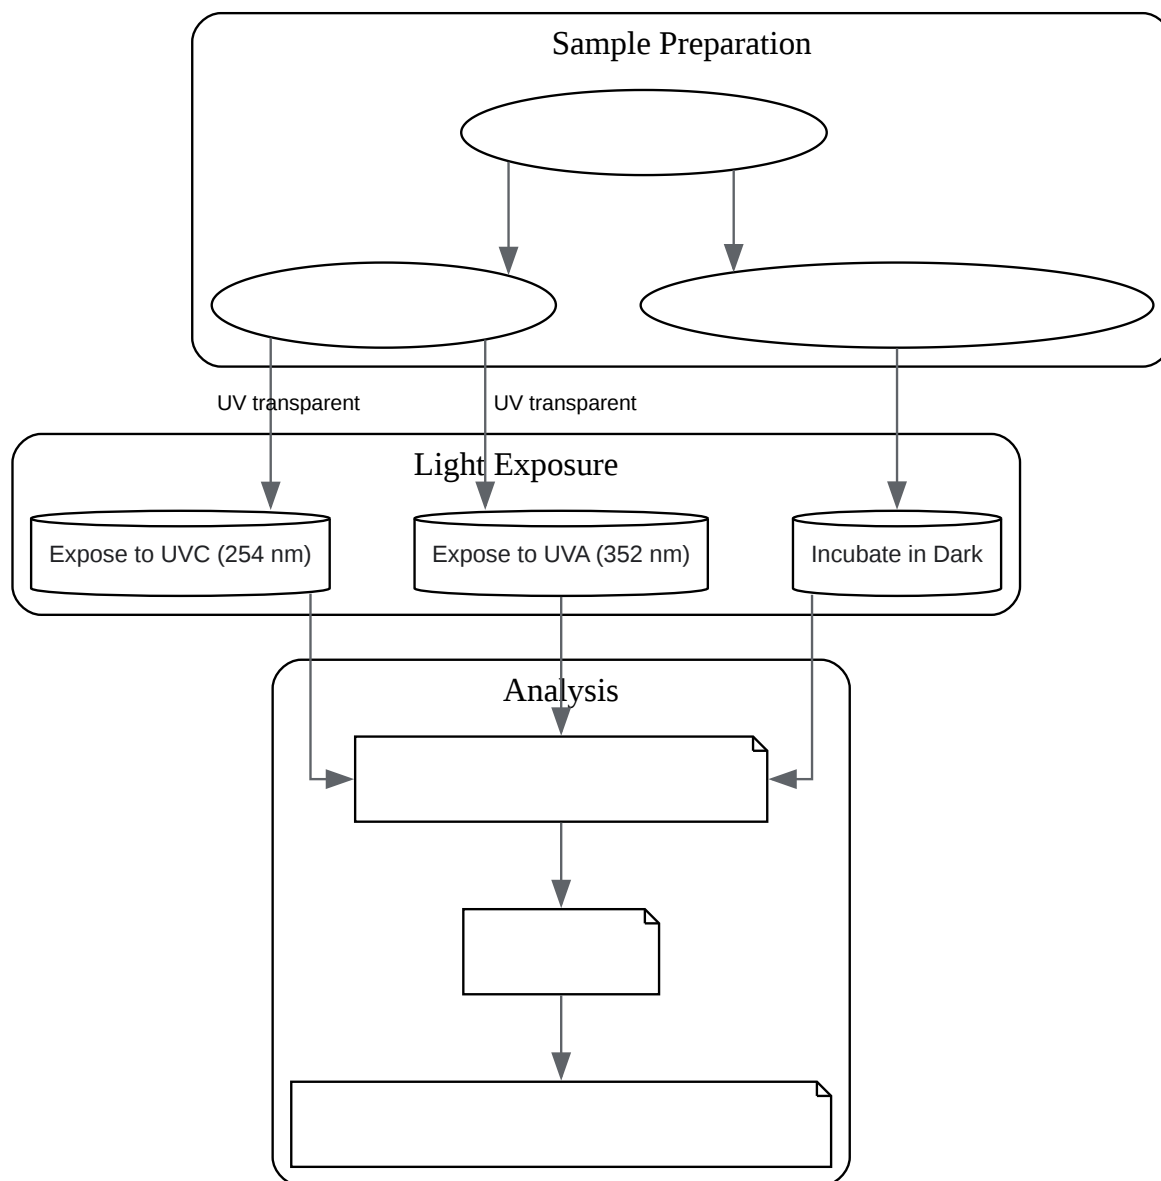 Sample Preparation
UV transparent
UV transparent
Light Exposure
Expose to UVC (254 nm)
Expose to UVA (352 nm)
Incubate in Dark
Analysis